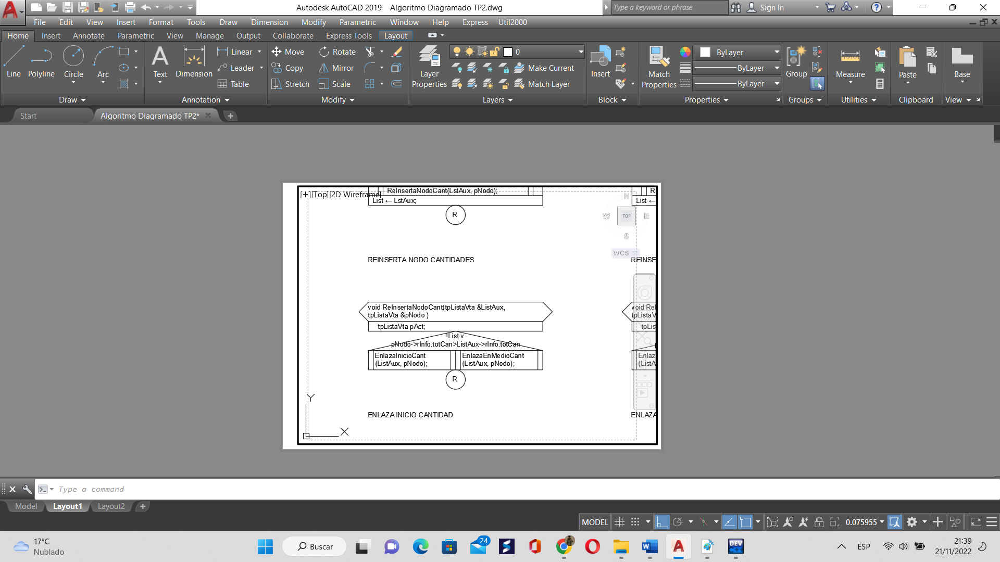 Autodesk AutoCAD 2019 Algoritmo Diagramado TP2.dwg
Type a keyword or phrase
Sign In
File Edit View Insert Format Tools Draw Dimension Modify Parametric Window Help Express Util2000
Home Insert Annotate Parametric View Manage Output Collaborate Express Tools Layout
Line Polyline Circle Arc
Draw
Text Dimension
Linear
Leader
Table
Annotation
Move Rotate
Copy Mirror
Stretch Scale
Modify
Layer
Properties
0
Make Current
Match Layer
Layers
Insert
Block
Match
Properties
ByLayer
ByLayer
ByLayer
Properties
Group
Groups
Measure
Utilities
Paste
Clipboard
Base
View
Start
Algoritmo Diagramado TP2*
[+][Top][2D Wireframe]
ReInsertaNodoCant(LstAux, pNodo);
List ← LstAux;
R
R
List ←
N
W TOP E
S
WCS
REINSERTA NODO CANTIDADES
REINSE
void ReInsertaNodoCant(tpListaVta &ListAux,
tpListaVta &pNodo )
tpListaVta pAct;
!List v
pNodo->rInfo.totCan>ListAux->rInfo.totCan
EnlazaInicioCant
(ListAux, pNodo);
EnlazaEnMedioCant
(ListAux, pNodo);
R
void ReI
tpListaV
tpLis
Enlaz
(ListA
ENLAZA INICIO CANTIDAD
ENLAZA
Y
X
Type a command
Model Layout1 Layout2
MODEL
0.075955
17°C
Nublado
Buscar
24
DEV
C++
ESP
21:39
21/11/2022